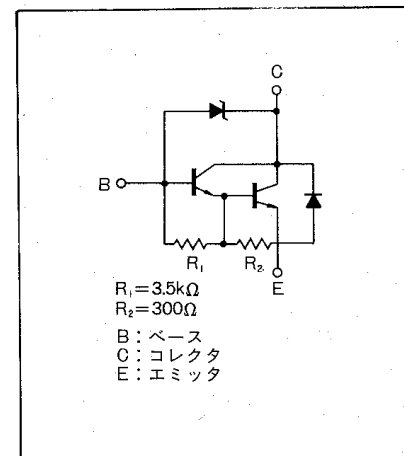 C
B
R₁
R₂
E
R₁=3.5kΩ
R₂=300Ω
B：ベース
C：コレクタ
E：エミッタ